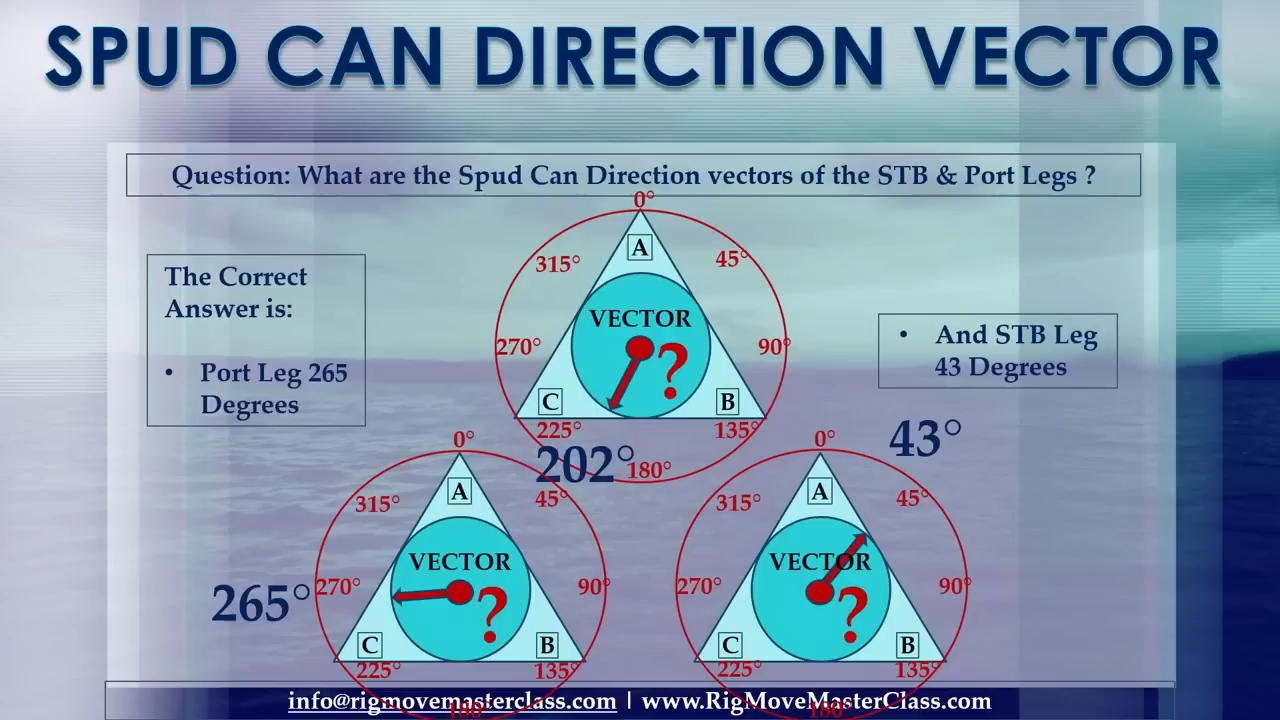 SPUD CAN DIRECTION VECTOR
Question: What are the Spud Can Direction vectors of the STB & Port Legs ?
The Correct
Answer is:
• Port Leg 265
Degrees
0°
A
315°
45°
VECTOR
?
270°
90°
C
B
225°
135°
180°
202°
• And STB Leg
43 Degrees
265°
0°
A
315°
45°
VECTOR
?
270°
90°
C
B
225°
135°
180°
43°
0°
A
315°
45°
VECTOR
?
270°
90°
C
B
225°
135°
180°
info@rigmovemasterclass.com | www.RigMoveMasterClass.com